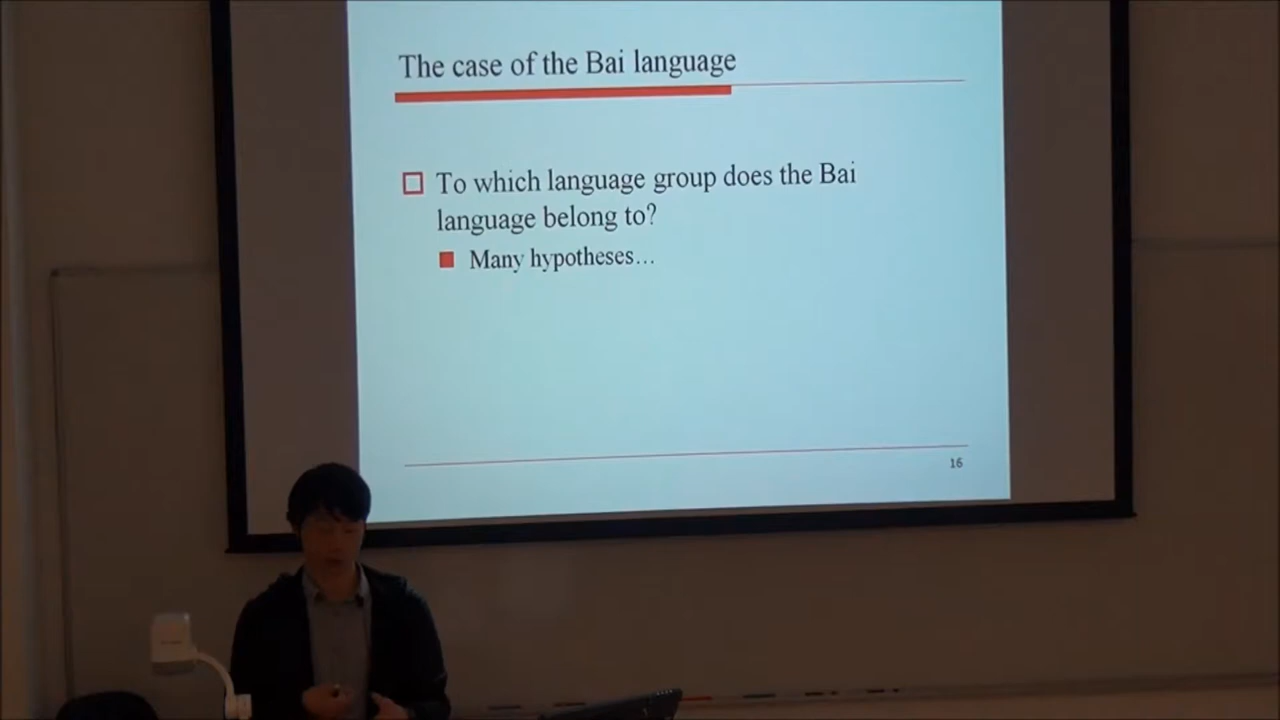 The case of the Bai language
To which language group does the Bai
language belong to?
Many hypotheses…
16